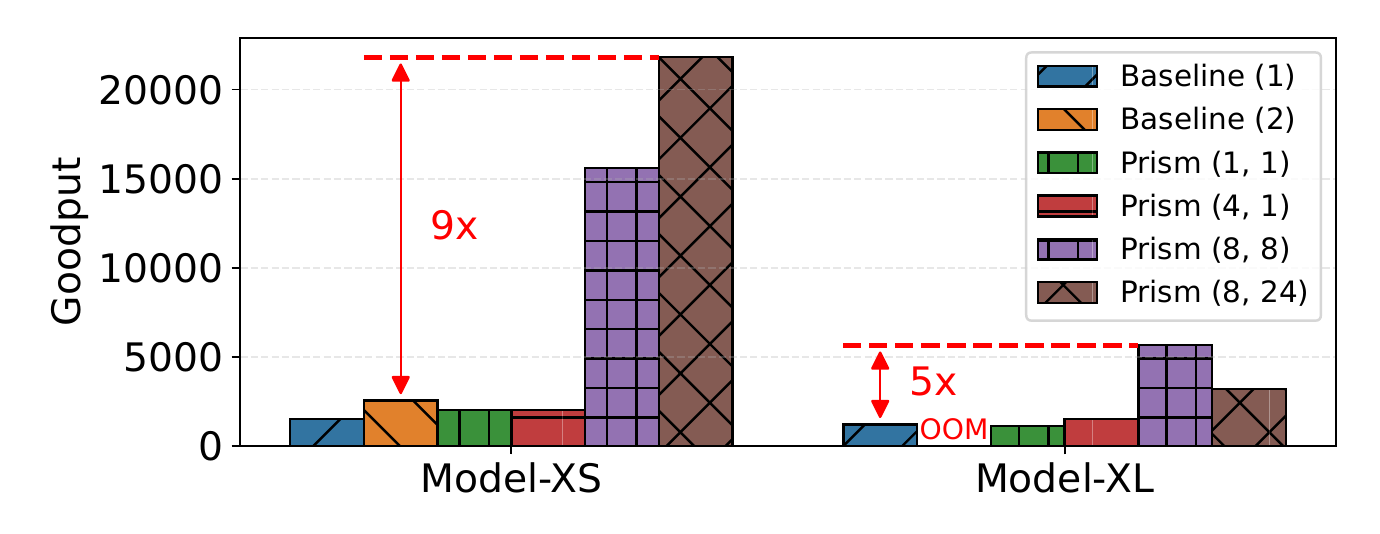 Goodput
20000
15000
10000
5000
0
9x
5x
OOM
Model-XS
Model-XL
Baseline (1)
Baseline (2)
Prism (1, 1)
Prism (4, 1)
Prism (8, 8)
Prism (8, 24)